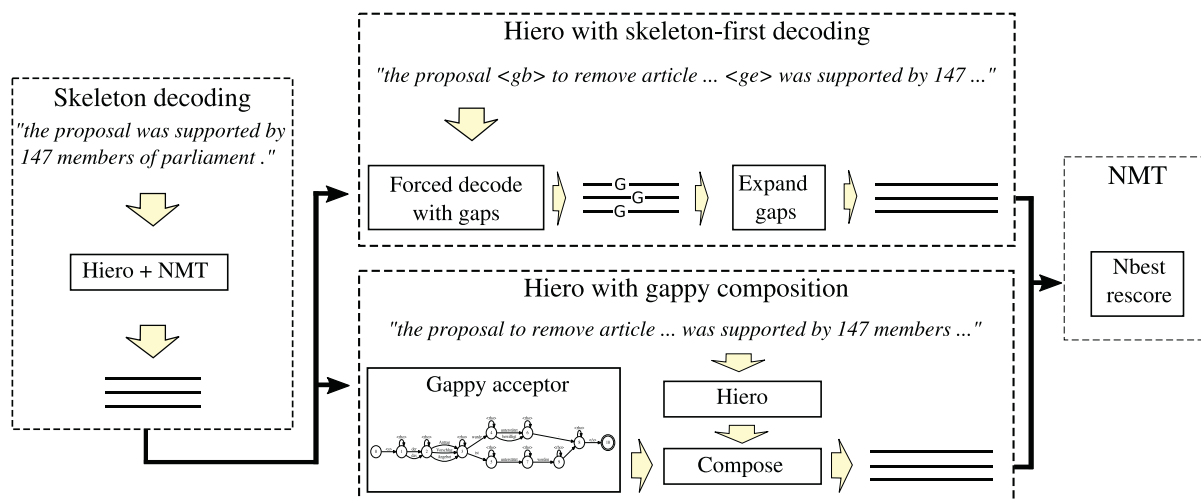 Skeleton decoding
"the proposal was supported by
147 members of parliament ."
Hiero + NMT
Hiero with skeleton-first decoding
"the proposal <gb> to remove article ... <ge> was supported by 147 ..."
Forced decode
with gaps
G
G
G
Expand
gaps
Hiero with gappy composition
"the proposal to remove article ... was supported by 147 members ..."
Gappy acceptor
Hiero
Compose
NMT
Nbest
rescore